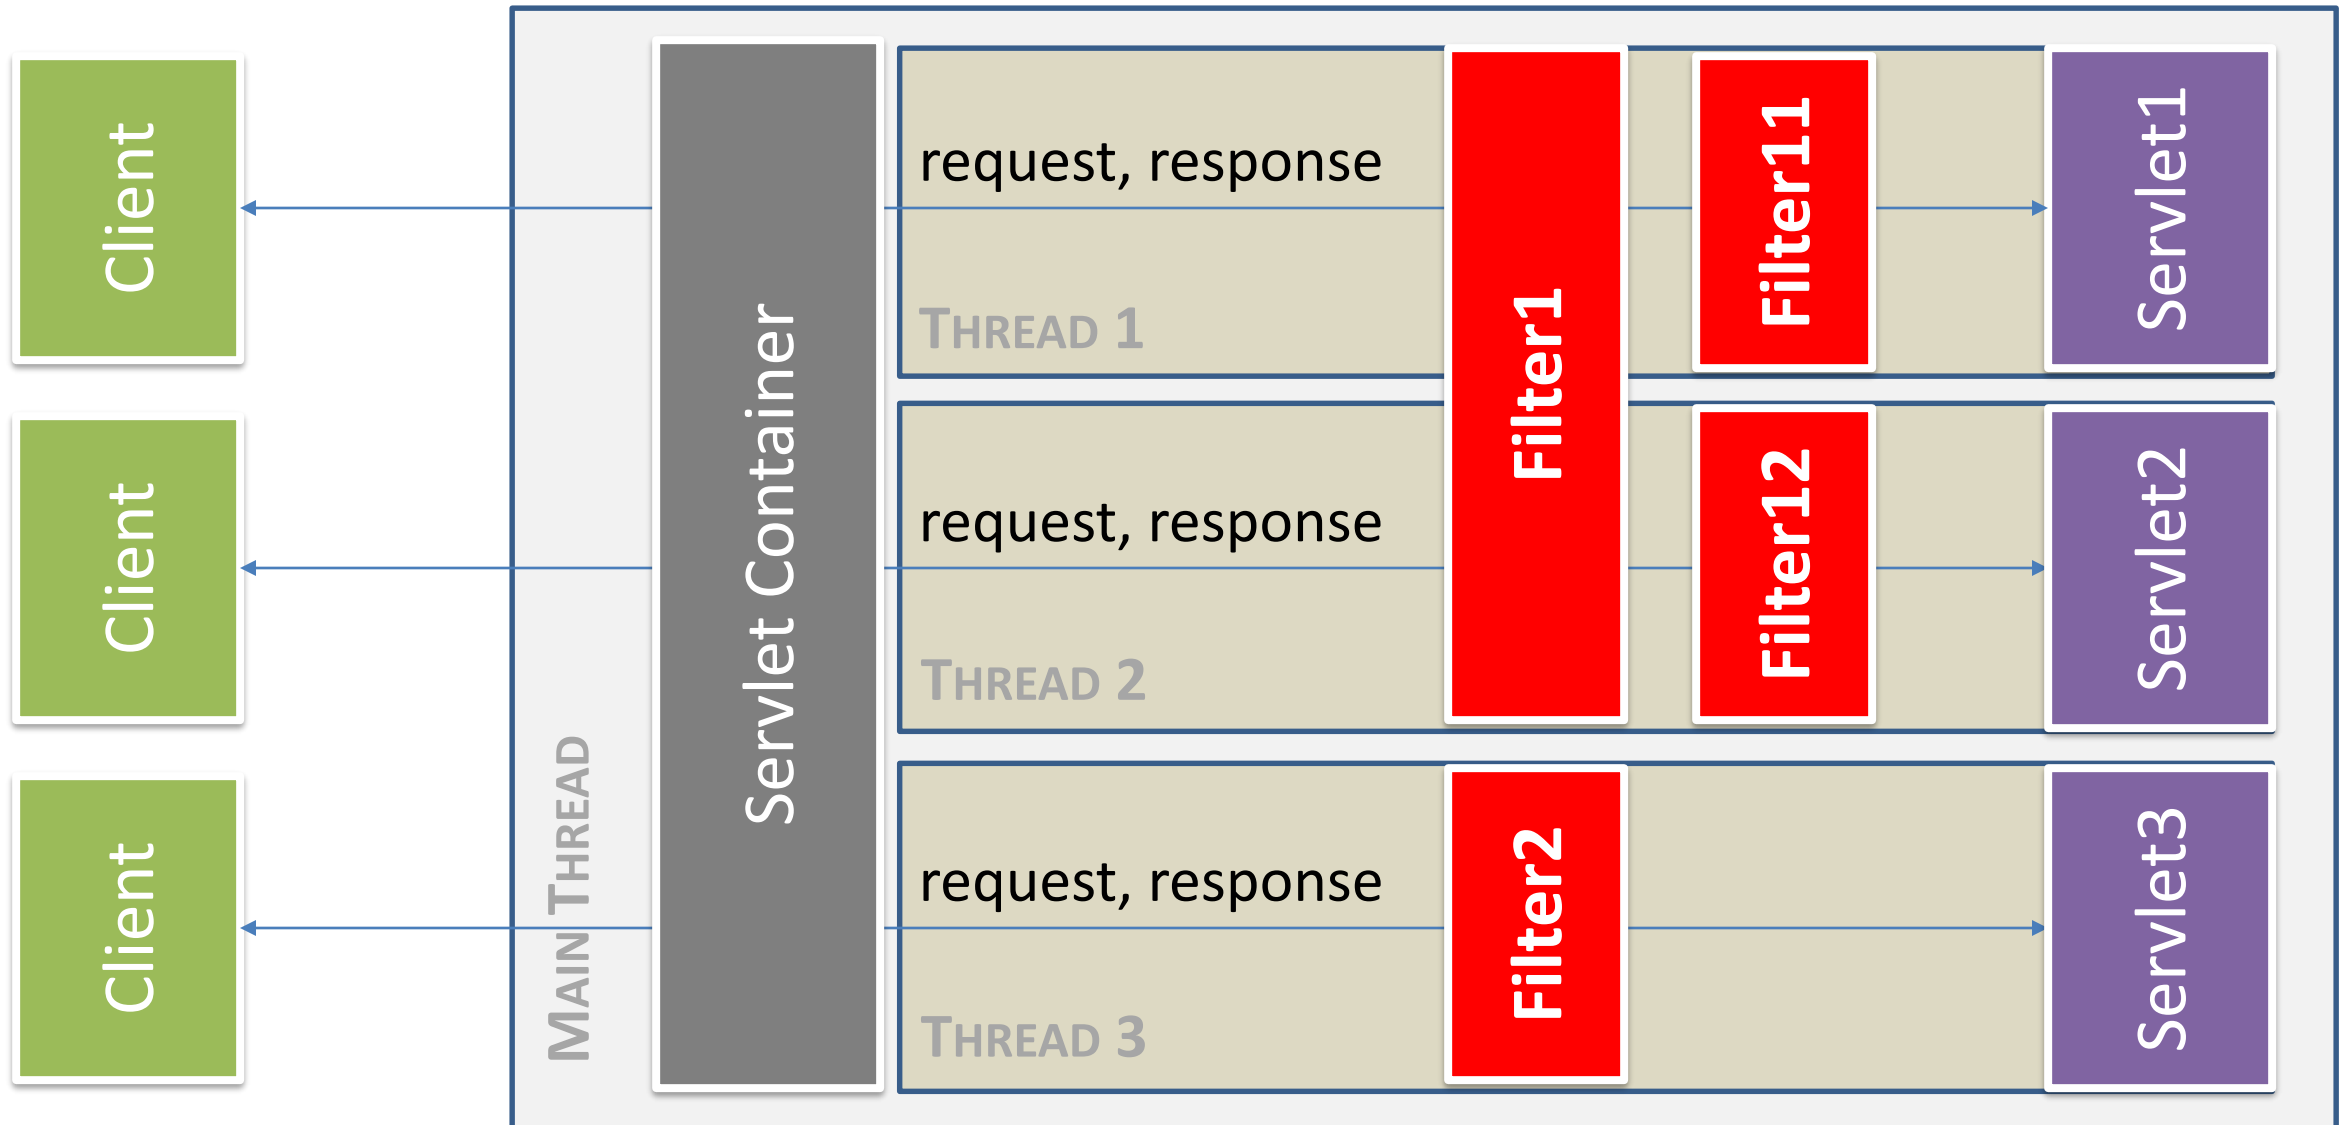 Client
Client
Client
MAIN THREAD
Servlet Container
request, response
THREAD 1
Filter1
Filter11
Servlet1
request, response
THREAD 2
Filter12
Servlet2
request, response
THREAD 3
Filter2
Servlet3